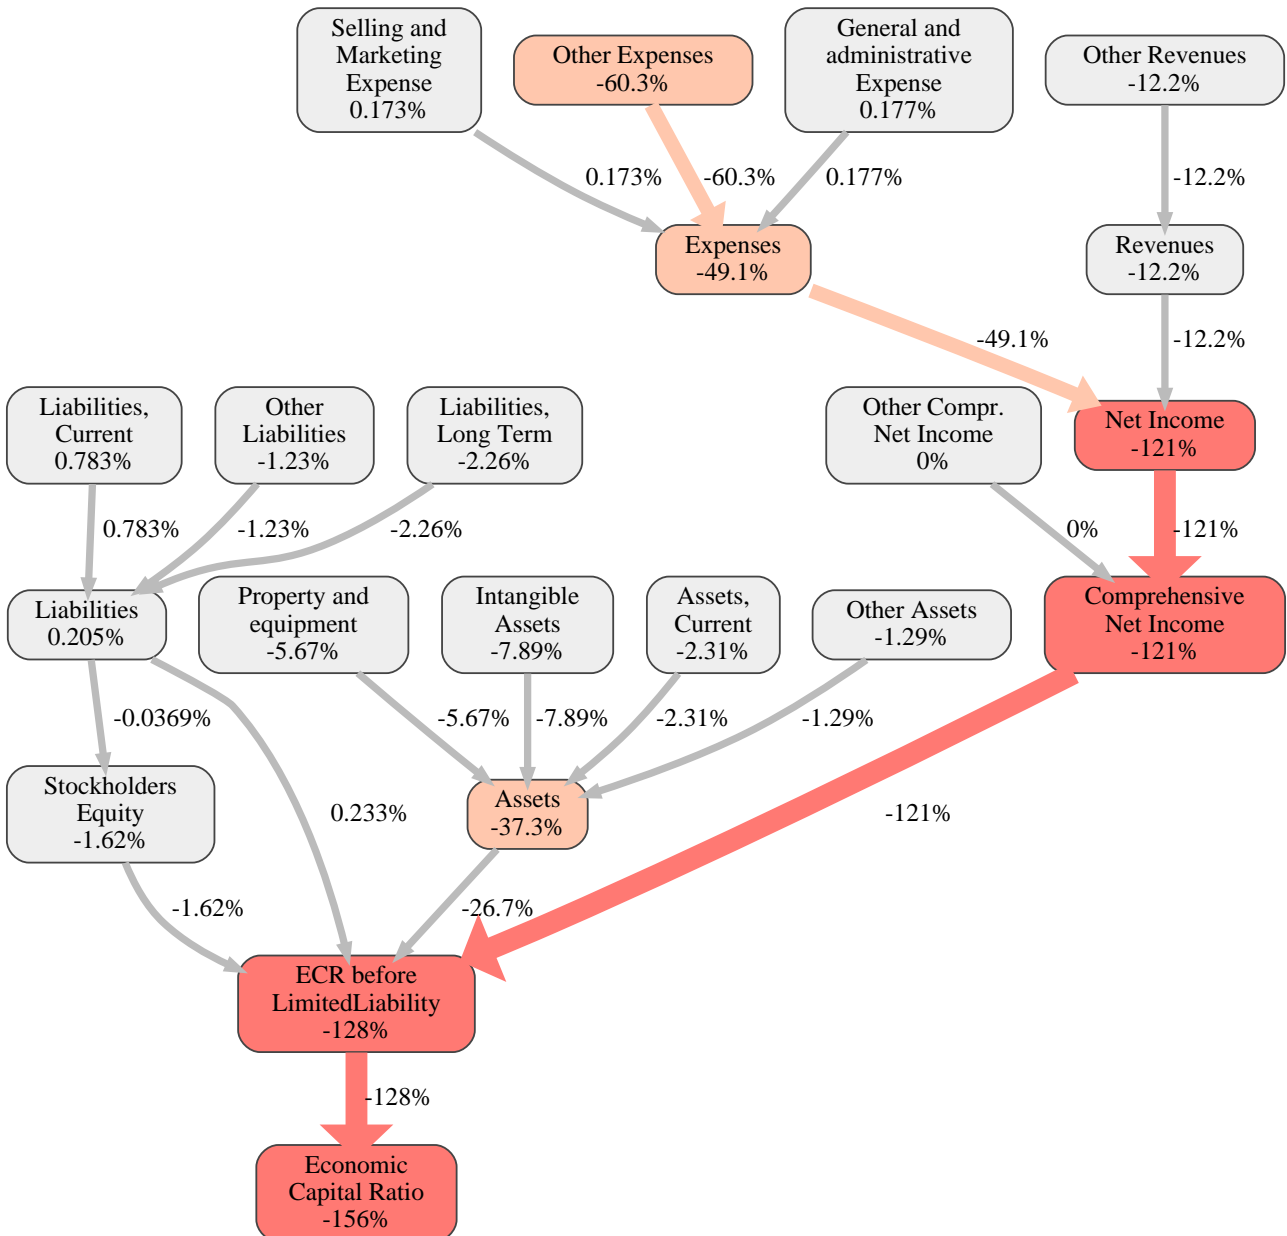 Selling and
Marketing
Expense
0.173%
Other Expenses
-60.3%
General and
administrative
Expense
0.177%
Other Revenues
-12.2%
0.173%
-60.3%
0.177%
-12.2%
Expenses
-49.1%
Revenues
-12.2%
-49.1%
-12.2%
Liabilities,
Current
0.783%
Other
Liabilities
-1.23%
Liabilities,
Long Term
-2.26%
Other Compr.
Net Income
0%
Net Income
-121%
0.783%
-1.23%
-2.26%
0%
-121%
Liabilities
0.205%
Property and
equipment
-5.67%
Intangible
Assets
-7.89%
Assets,
Current
-2.31%
Other Assets
-1.29%
Comprehensive
Net Income
-121%
-0.0369%
-5.67%
-7.89%
-2.31%
-1.29%
Stockholders
Equity
-1.62%
0.233%
Assets
-37.3%
-121%
-1.62%
-26.7%
ECR before
LimitedLiability
-128%
-128%
Economic
Capital Ratio
-156%